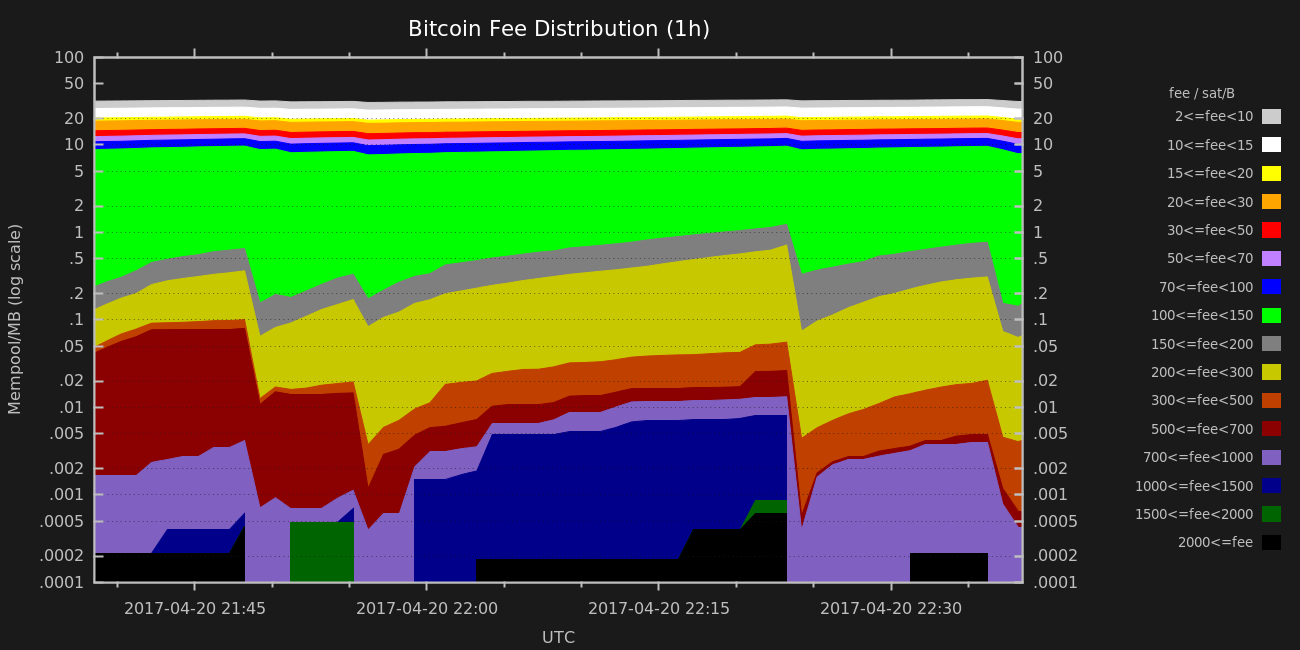 Bitcoin Fee Distribution (1h)
Mempool/MB (log scale)
100
50
20
10
5
2
1
.5
.2
.1
.05
.02
.01
.005
.002
.001
.0005
.0002
.0001
100
50
20
10
5
2
1
.5
.2
.1
.05
.02
.01
.005
.002
.001
.0005
.0002
.0001
2017-04-20 21:45
2017-04-20 22:00
2017-04-20 22:15
2017-04-20 22:30
UTC
fee / sat/B
2<=fee<10
10<=fee<15
15<=fee<20
20<=fee<30
30<=fee<50
50<=fee<70
70<=fee<100
100<=fee<150
150<=fee<200
200<=fee<300
300<=fee<500
500<=fee<700
700<=fee<1000
1000<=fee<1500
1500<=fee<2000
2000<=fee